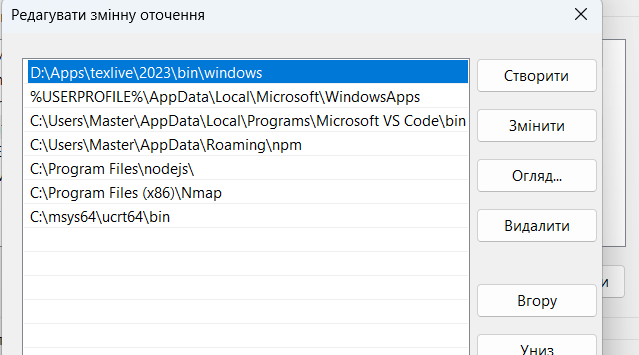 Редагувати змінну оточення
D:\Apps\texlive\2023\bin\windows
%USERPROFILE%\AppData\Local\Microsoft\WindowsApps
C:\Users\Master\AppData\Local\Programs\Microsoft VS Code\bin
C:\Users\Master\AppData\Roaming\npm
C:\Program Files\nodejs\
C:\Program Files (x86)\Nmap
C:\msys64\ucrt64\bin
Створити
Змінити
Огляд...
Видалити
Вгору
Униз